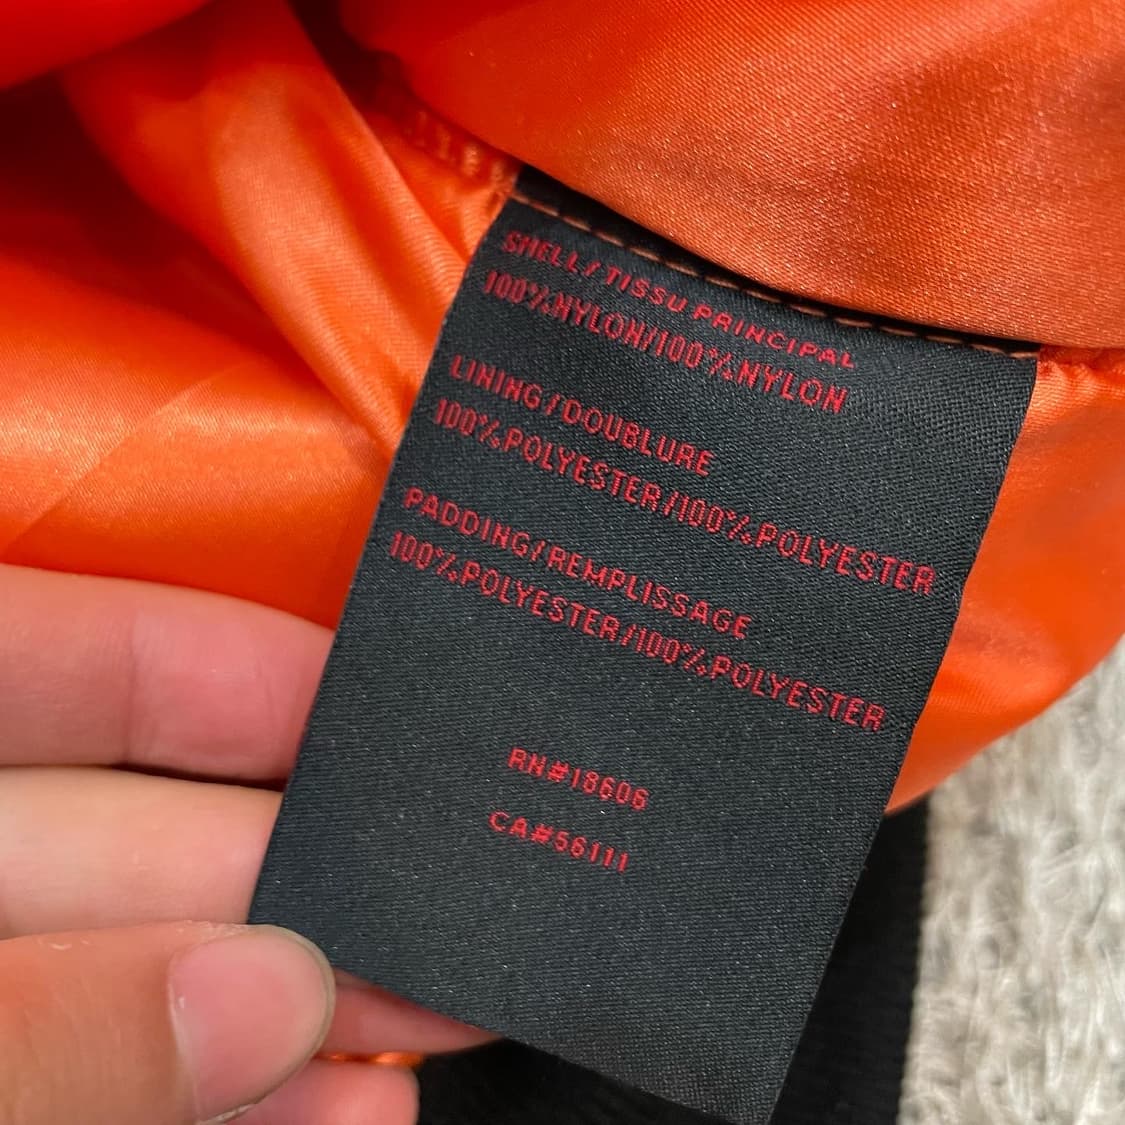 SHELL/TISSU PRINCIPAL
100%NYLON/100%NYLON
LINING/DOUBLURE
100%POLYESTER/100%POLYESTER
PADDING/REMPLISSAGE
100%POLYESTER/100%POLYESTER
RN#18606
CA#56111